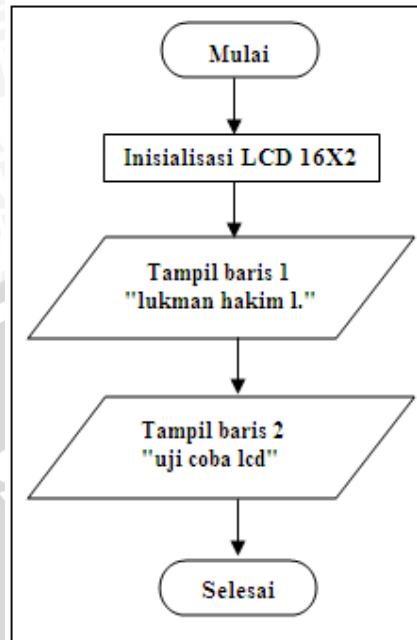 Mulai
Inisialisasi LCD 16X2
Tampil baris 1
"lukman hakim l."
Tampil baris 2
"uji coba lcd"
Selesai